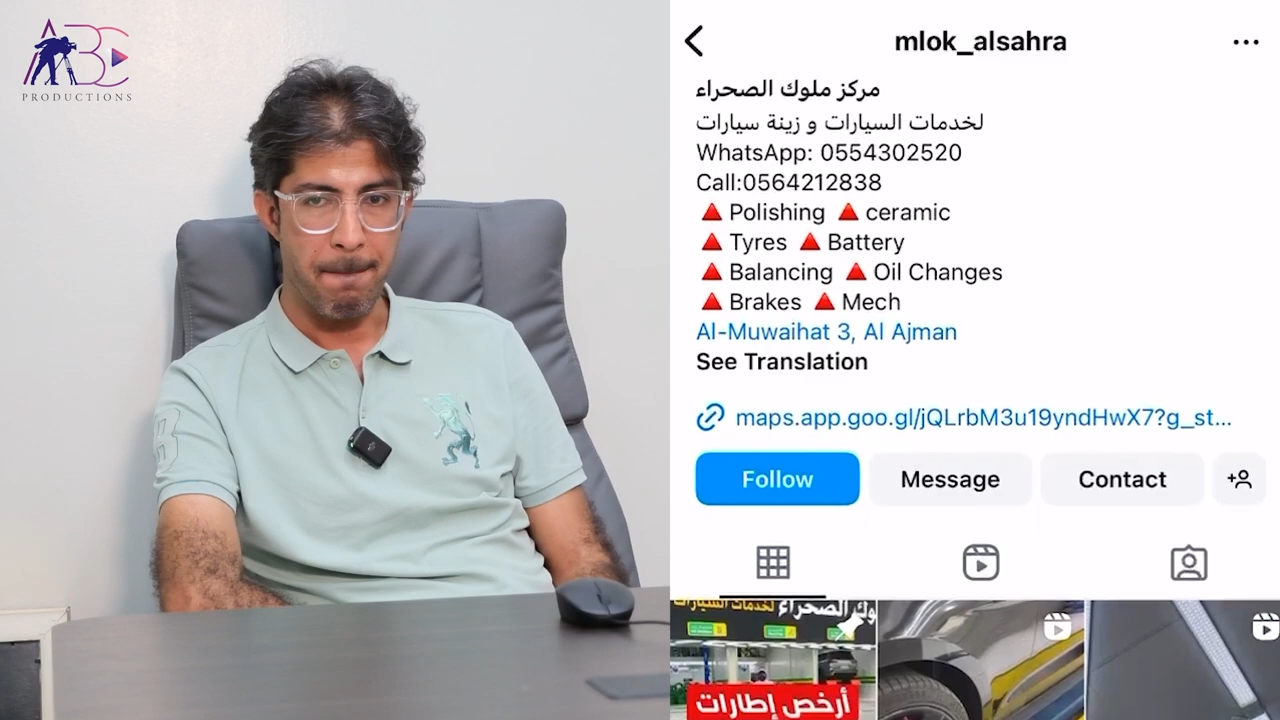 ABC
PRODUCTIONS
mlok_alsahra
مركز ملوك الصحراء
لخدمات السيارات و زينة سيارات
WhatsApp: 0554302520
Call:0564212838
🔺Polishing 🔺ceramic
🔺Tyres 🔺Battery
🔺Balancing 🔺Oil Changes
🔺Brakes 🔺Mech
Al-Muwaihat 3, Al Ajman
See Translation
maps.app.goo.gl/jQLrbM3u19yndHwX7?g_st...
Follow
Message
Contact
الصحراء لخدمات السيارات
أرخص إطارات